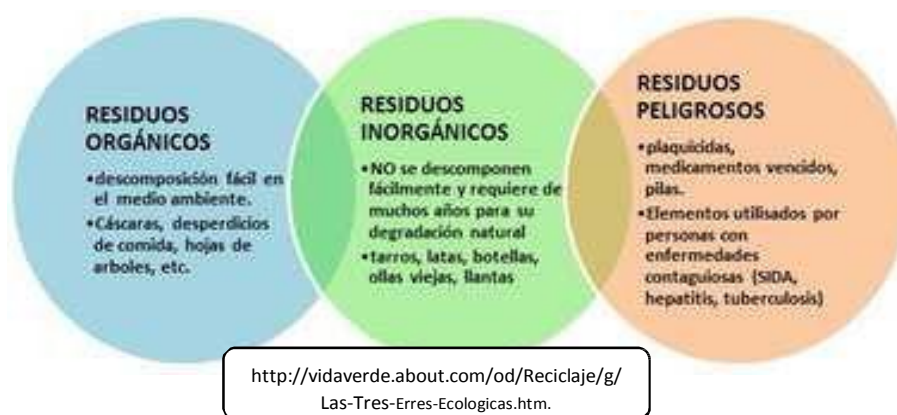 RESIDUOS
ORGÁNICOS
•descomposición fácil en
el medio ambiente.
•Cáscaras, desperdicios
de comida, hojas de
arboles, etc.
RESIDUOS
INORGÁNICOS
•NO se descomponen
fácilmente y requiere de
muchos años para su
degradación natural
•tarros, latas, botellas,
ollas viejas, llantas
RESIDUOS
PELIGROSOS
•plaquicidas,
medicamentos vencidos,
pilas.
•Elementos utilisados por
personas con
enfermedades
contagiosas (SIDA,
hepatitis, tuberculosis)
http://vidaverde.about.com/od/Reciclaje/g/
Las-Tres-Erres-Ecologicas.htm.